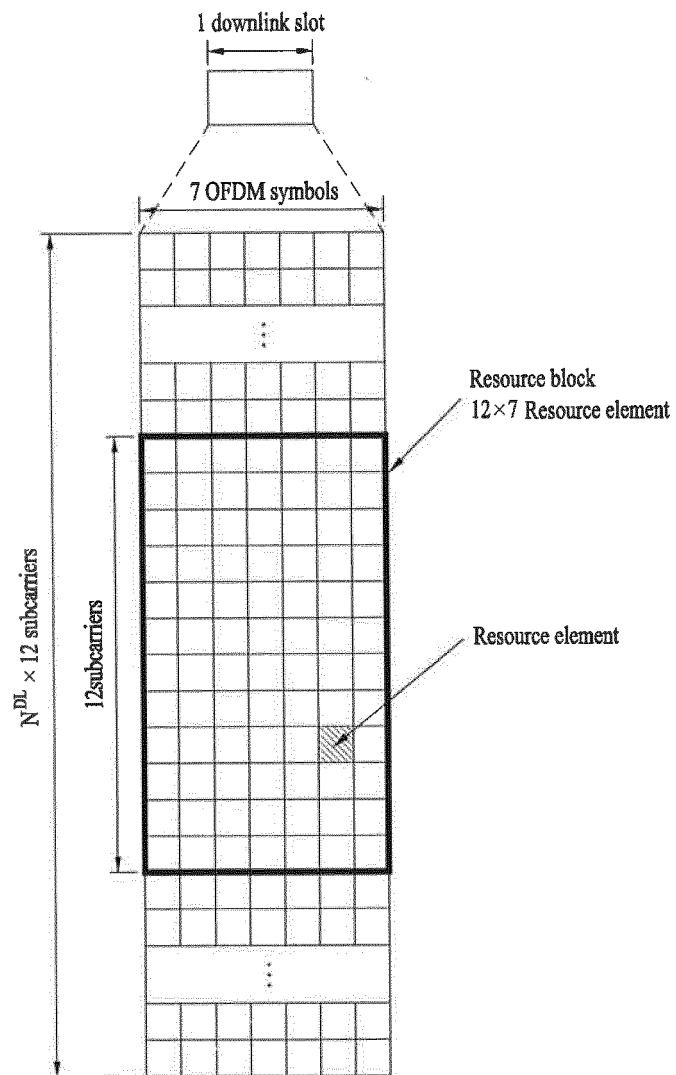 1 downlink slot
7 OFDM symbols
Resource block
12×7 Resource element
N^DL × 12 subcarriers
12subcarriers
Resource element